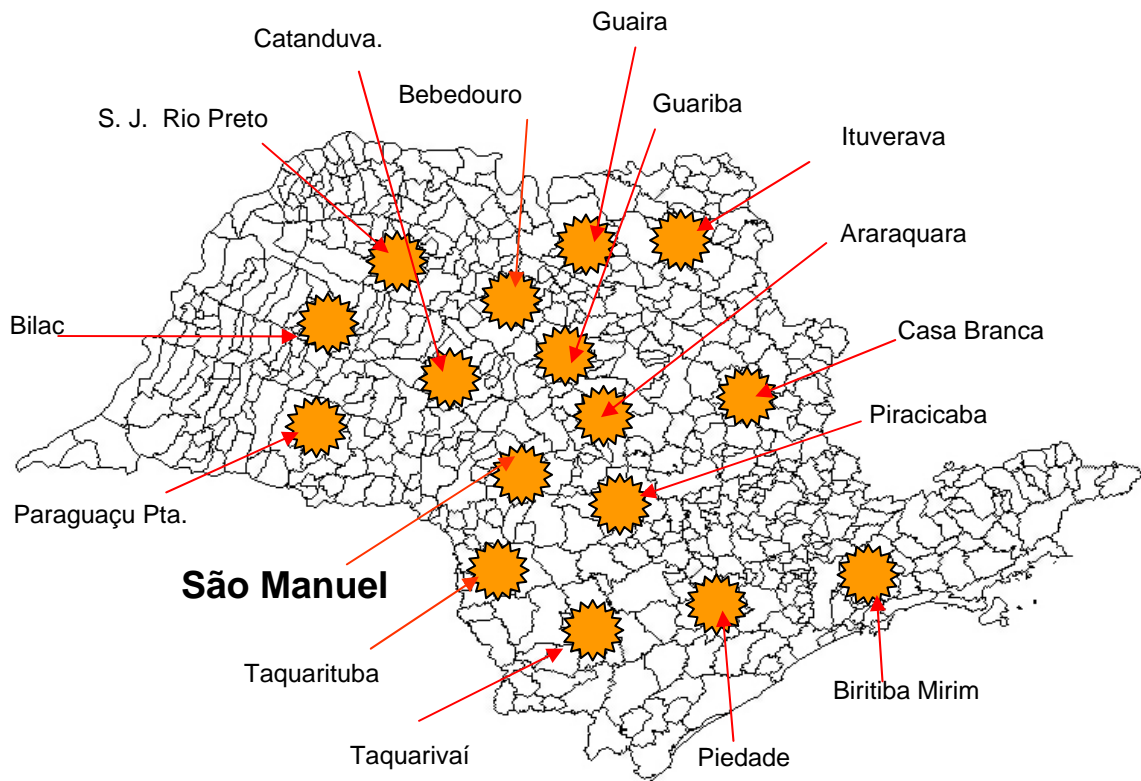 Guaira
Catanduva.
Bebedouro
Guariba
S. J. Rio Preto
Ituverava
Araraquara
Bilac
Casa Branca
Piracicaba
Paraguaçu Pta.
São Manuel
Taquarituba
Biritiba Mirim
Taquarivaí
Piedade